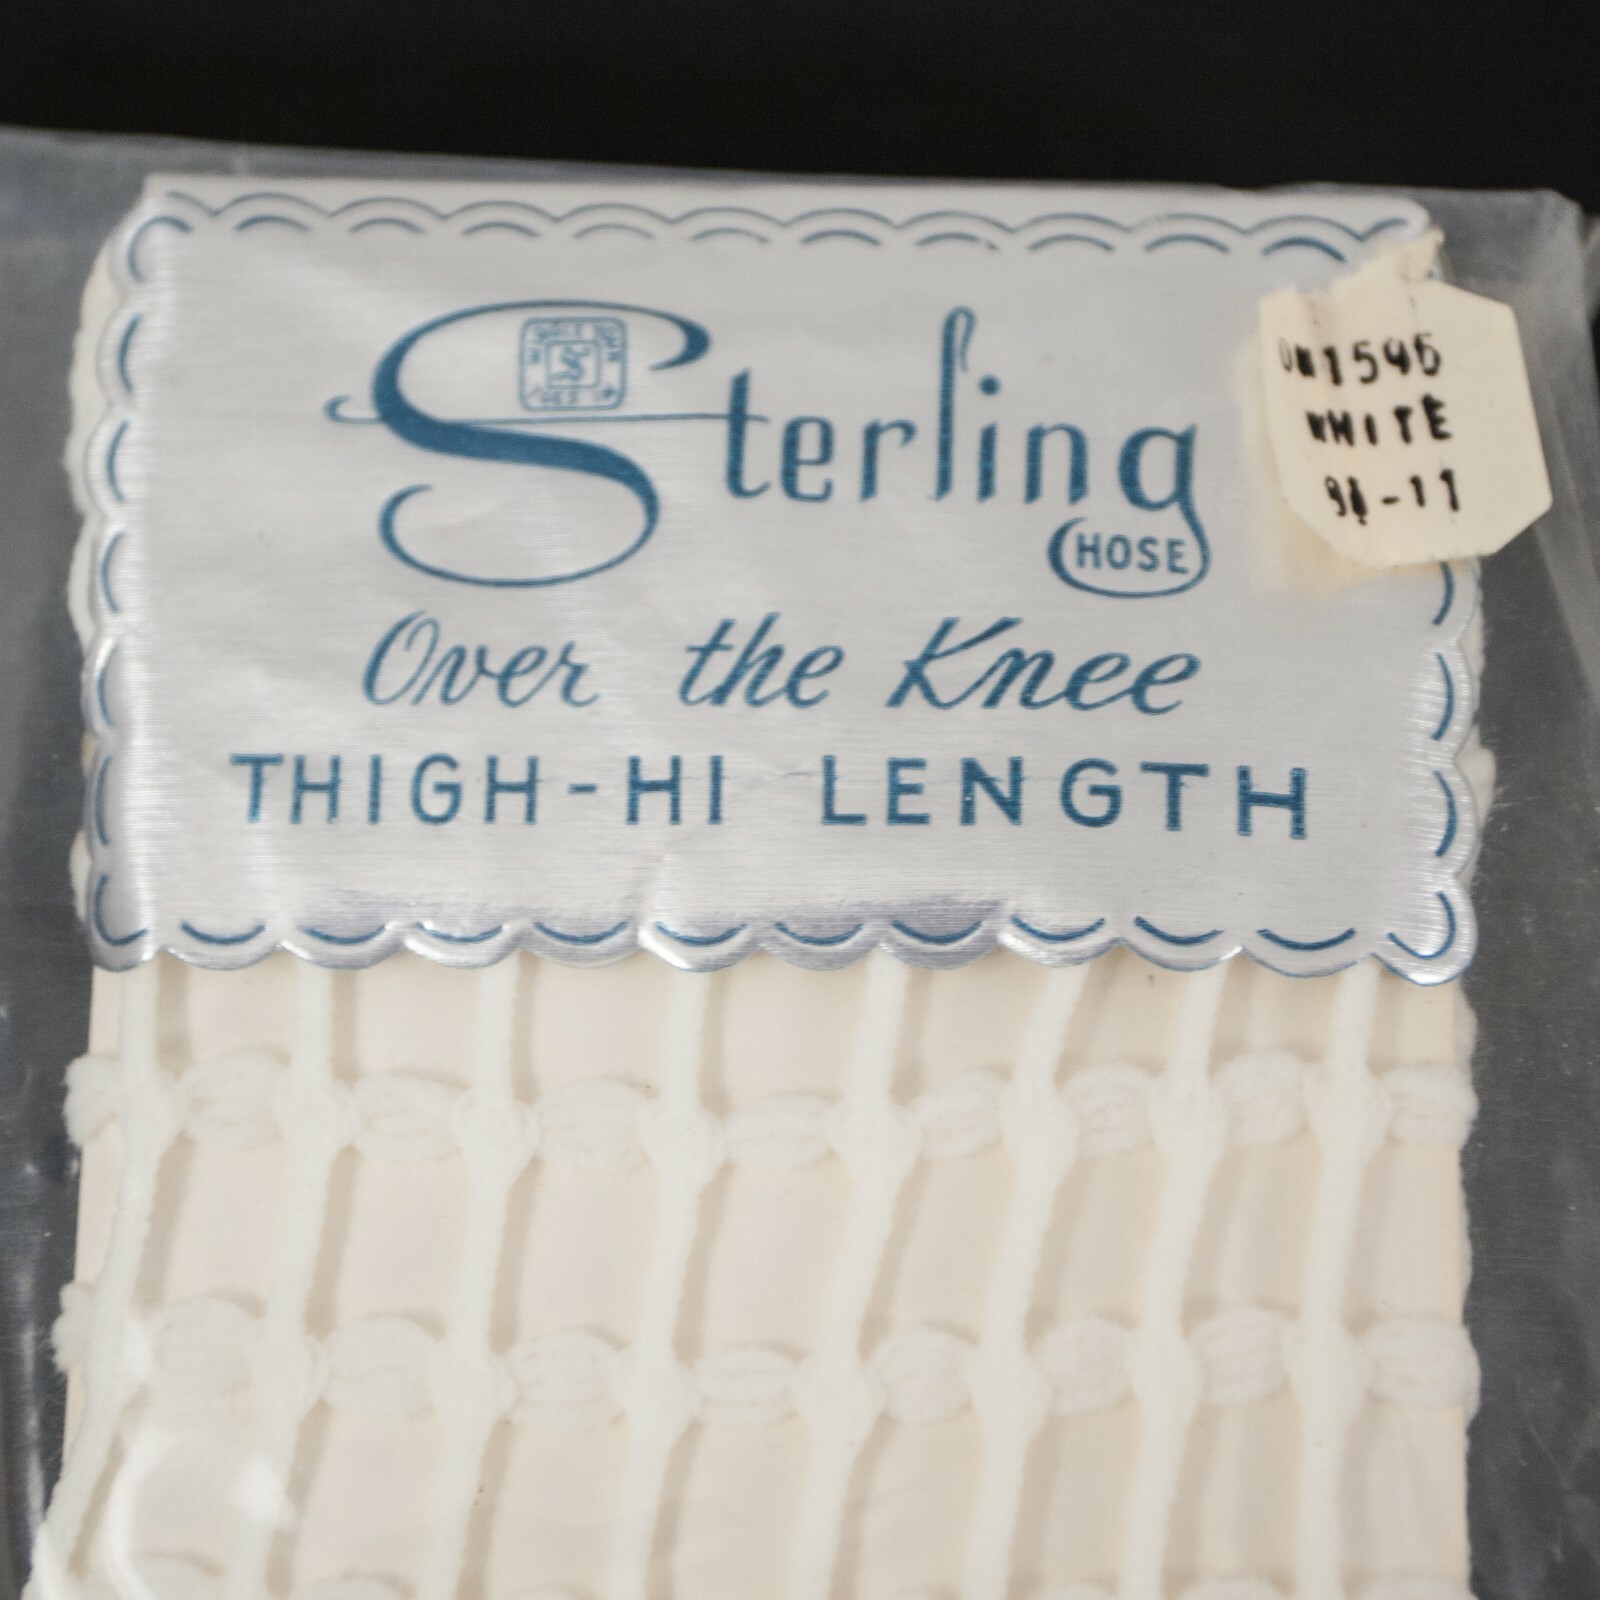 Sterling
HOSE
Over the Knee
THIGH-HI LENGTH
WHITE